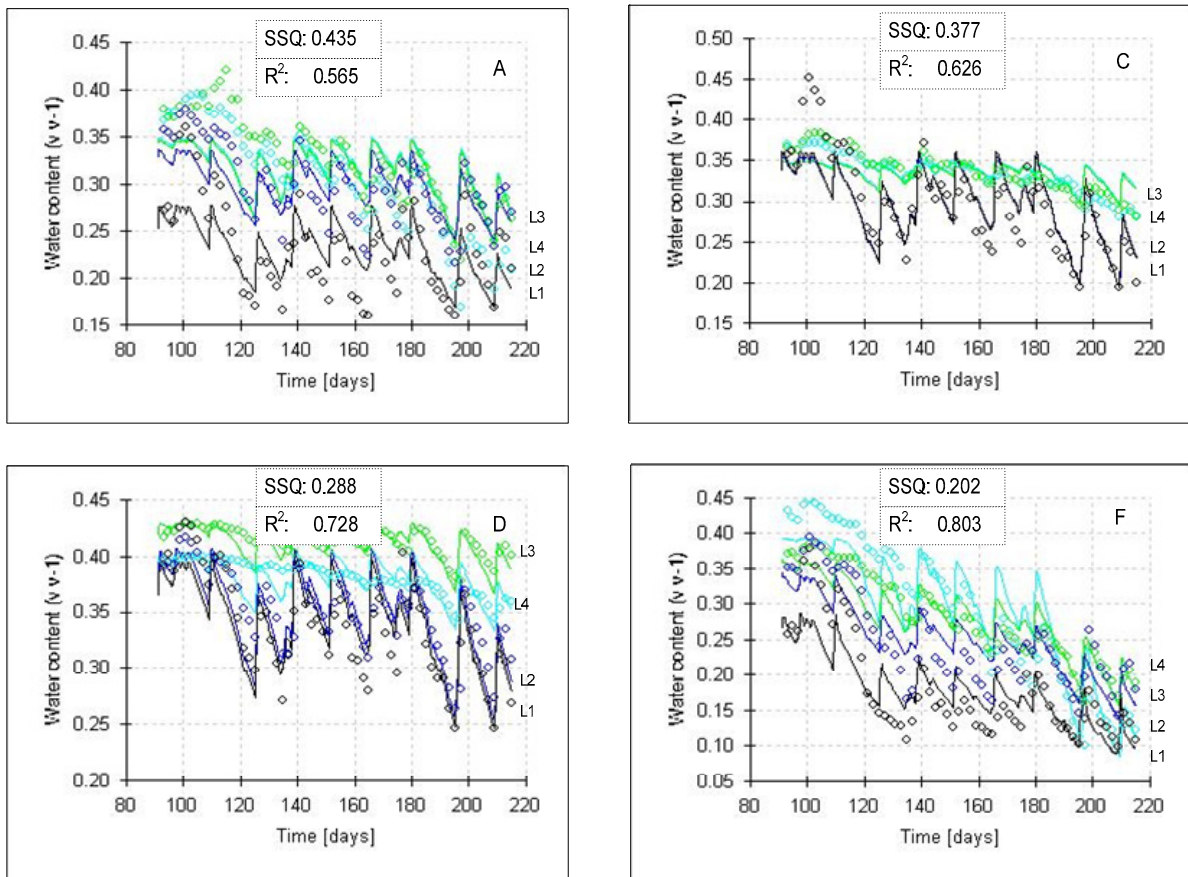 SSQ: 0.435
R²: 0.565
A
0.45
0.40
0.35
0.30
0.25
0.20
0.15
Water content (v v-1)
80 100 120 140 160 180 200 220
Time [days]
L3
L4
L2
L1
SSQ: 0.377
R²: 0.626
C
0.50
0.45
0.40
0.35
0.30
0.25
0.20
0.15
Water content (v v-1)
80 100 120 140 160 180 200 220
Time [days]
L3
L4
L2
L1
SSQ: 0.288
R²: 0.728
D
0.45
0.40
0.35
0.30
0.25
0.20
Water content (v v-1)
80 100 120 140 160 180 200 220
Time [days]
L3
L4
L2
L1
SSQ: 0.202
R²: 0.803
F
0.45
0.40
0.35
0.30
0.25
0.20
0.15
0.10
0.05
Water content (v v-1)
80 100 120 140 160 180 200 220
Time [days]
L4
L3
L2
L1